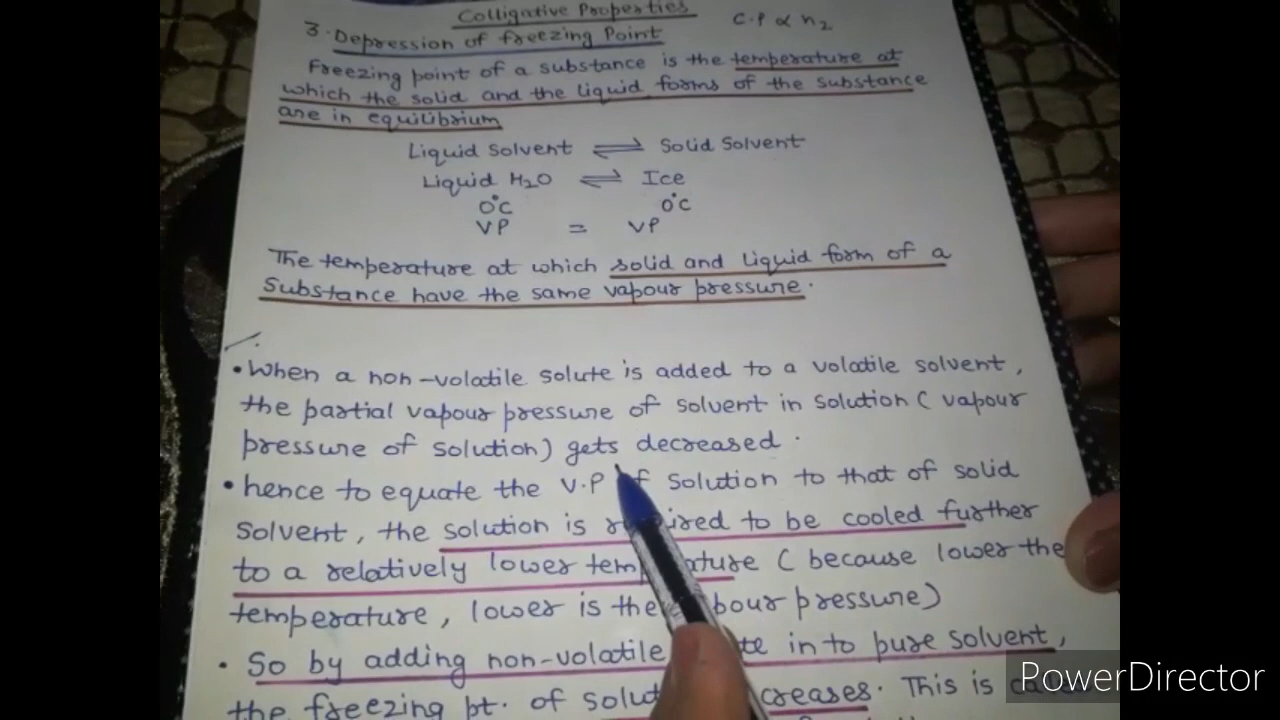 Colligative Properties
C.P ∝ n2
3. Depression of freezing Point
Freezing point of a substance is the temperature at
which the solid and the liquid forms of the substance
are in equilibrium
Liquid Solvent ⇌ Solid Solvent
Liquid H2O ⇌ Ice
0°C 0°C
VP = VP
The temperature at which solid and liquid form of a
Substance have the same vapour pressure.
• When a non-volatile solute is added to a volatile solvent,
the partial vapour pressure of solvent in solution ( vapour
pressure of solution) gets decreased.
• hence to equate the V.P of solution to that of solid
solvent, the solution is to be cooled further
to a relatively lower temperature ( because lower the
temperature, lower is the pressure)
• So by adding non-volatile in to pure solvent,
the freezing pt. of This is
PowerDirector